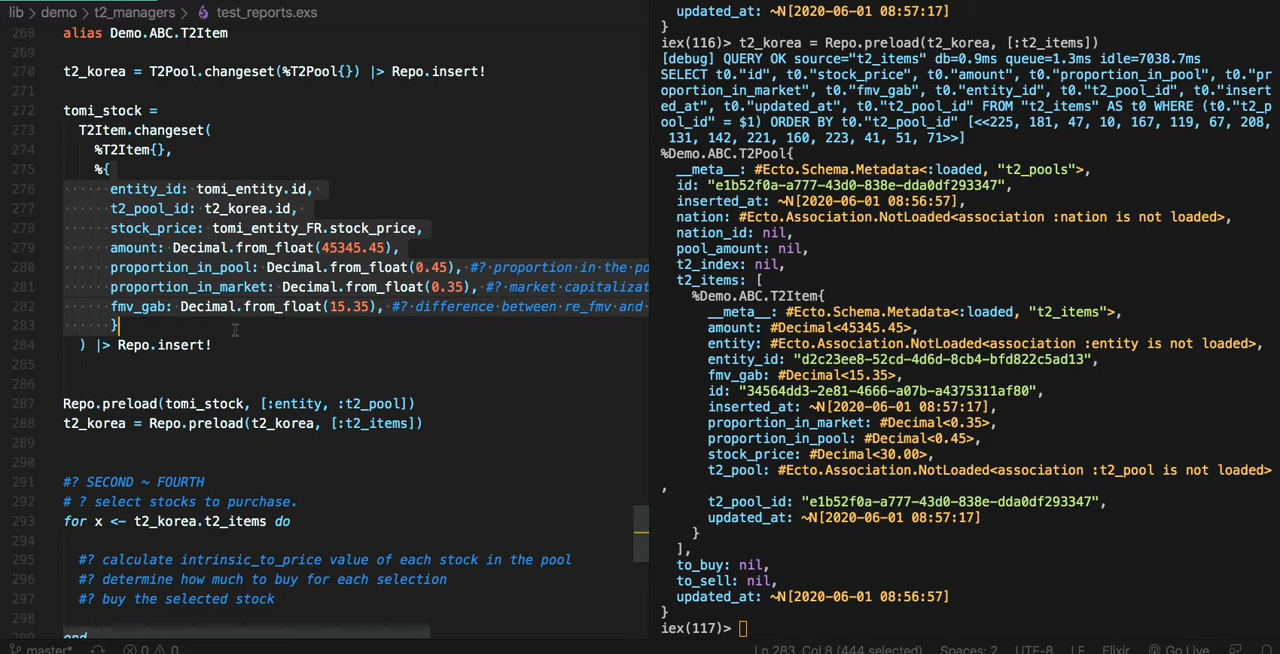 lib > demo > t2_managers > test_reports.exs
268 alias Demo.ABC.T2Item
269
270 t2_korea = T2Pool.changeset(%T2Pool{}) |> Repo.insert!
271
272 tomi_stock =
273 T2Item.changeset(
274 %T2Item{},
275 %{
276 entity_id: tomi_entity.id,
277 t2_pool_id: t2_korea.id,
278 stock_price: tomi_entity_FR.stock_price,
279 amount: Decimal.from_float(45345.45),
280 proportion_in_pool: Decimal.from_float(0.45), #? proportion in the po
281 proportion_in_market: Decimal.from_float(0.35), #? market capitalizat
282 fmv_gab: Decimal.from_float(15.35), #? difference between re_fmv and
283 }
284 ) |> Repo.insert!
285
286
287 Repo.preload(tomi_stock, [:entity, :t2_pool])
288 t2_korea = Repo.preload(t2_korea, [:t2_items])
289
290
291 #? SECOND ~ FOURTH
292 # ? select stocks to purchase.
293 for x <- t2_korea.t2_items do
294
295 #? calculate intrinsic_to_price value of each stock in the pool
296 #? determine how much to buy for each selection
297 #? buy the selected stock
298
299 end
updated_at: ~N[2020-06-01 08:57:17]
}
iex(116)> t2_korea = Repo.preload(t2_korea, [:t2_items])
[debug] QUERY OK source="t2_items" db=0.9ms queue=1.3ms idle=7038.7ms
SELECT t0."id", t0."stock_price", t0."amount", t0."proportion_in_pool", t0."pr
oportion_in_market", t0."fmv_gab", t0."entity_id", t0."t2_pool_id", t0."insert
ed_at", t0."updated_at", t0."t2_pool_id" FROM "t2_items" AS t0 WHERE (t0."t2_p
ool_id" = $1) ORDER BY t0."t2_pool_id" [<<225, 181, 47, 10, 167, 119, 67, 208,
131, 142, 221, 160, 223, 41, 51, 71>>]
%Demo.ABC.T2Pool{
__meta__: #Ecto.Schema.Metadata<:loaded, "t2_pools">,
id: "e1b52f0a-a777-43d0-838e-dda0df293347",
inserted_at: ~N[2020-06-01 08:56:57],
nation: #Ecto.Association.NotLoaded<association :nation is not loaded>,
nation_id: nil,
pool_amount: nil,
t2_index: nil,
t2_items: [
%Demo.ABC.T2Item{
__meta__: #Ecto.Schema.Metadata<:loaded, "t2_items">,
amount: #Decimal<45345.45>,
entity: #Ecto.Association.NotLoaded<association :entity is not loaded>,
entity_id: "d2c23ee8-52cd-4d6d-8cb4-bfd822c5ad13",
fmv_gab: #Decimal<15.35>,
id: "34564dd3-2e81-4666-a07b-a4375311af80",
inserted_at: ~N[2020-06-01 08:57:17],
proportion_in_market: #Decimal<0.35>,
proportion_in_pool: #Decimal<0.45>,
stock_price: #Decimal<30.00>,
t2_pool: #Ecto.Association.NotLoaded<association :t2_pool is not loaded>
,
t2_pool_id: "e1b52f0a-a777-43d0-838e-dda0df293347",
updated_at: ~N[2020-06-01 08:57:17]
}
],
to_buy: nil,
to_sell: nil,
updated_at: ~N[2020-06-01 08:56:57]
}
iex(117)>
master* 0 0 Ln 283, Col 8 (444 selected) Spaces: 2 UTF-8 LF Elixir Go Live